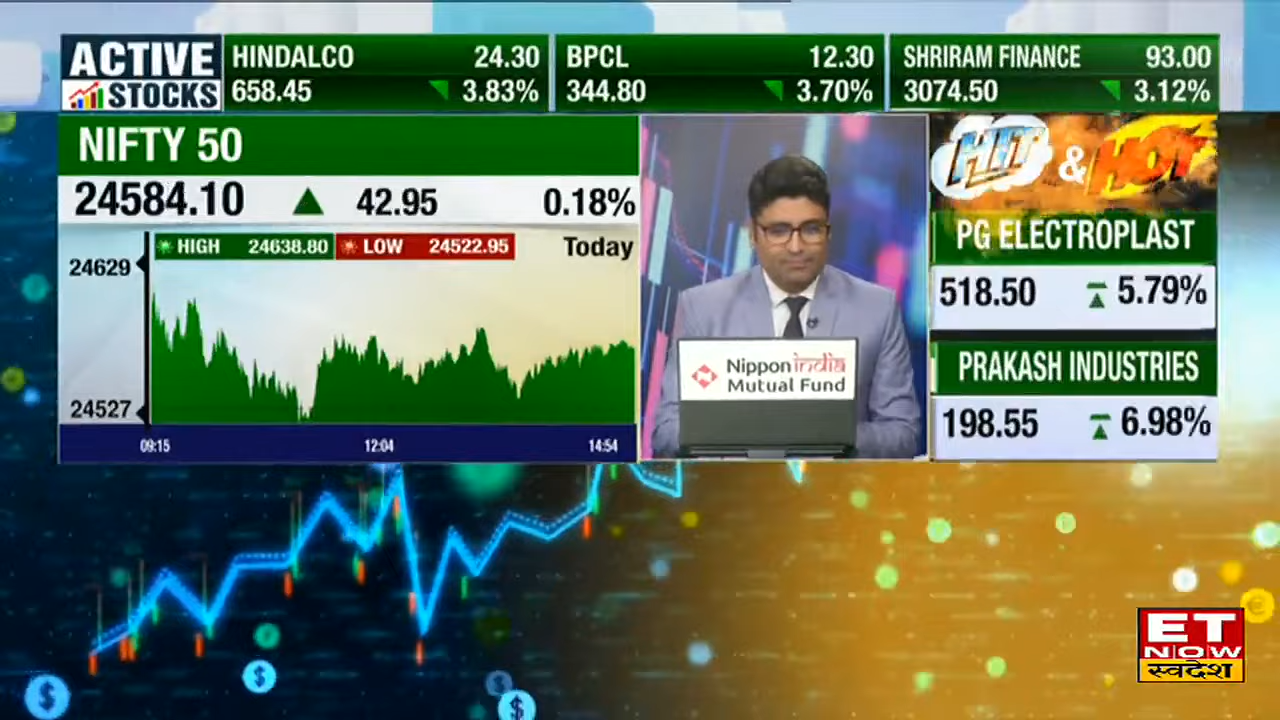 ACTIVE
STOCKS
HINDALCO 24.30
658.45 3.83%
BPCL 12.30
344.80 3.70%
SHRIRAM FINANCE 93.00
3074.50 3.12%
NIFTY 50
24584.10 42.95 0.18%
HIGH 24638.80 LOW 24522.95 Today
24629
24527
09:15 12:04 14:54
Nippon india
Mutual Fund
HIT & HOT
PG ELECTROPLAST
518.50 5.79%
PRAKASH INDUSTRIES
198.55 6.98%
ET
NOW
स्वदेश